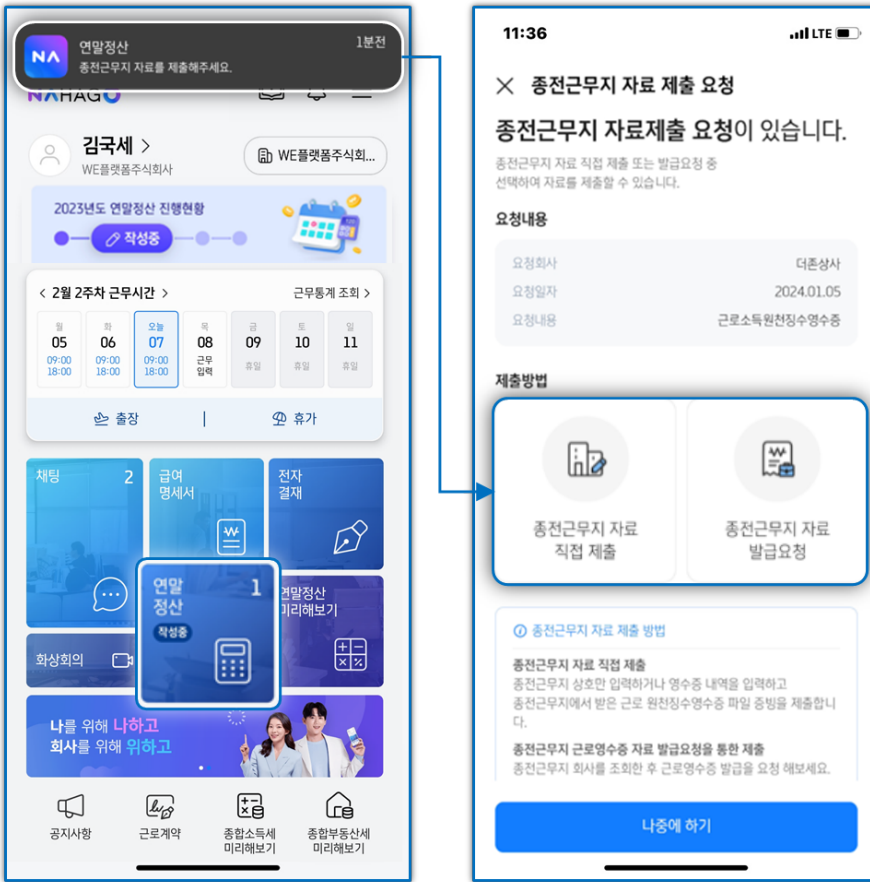 NΛ
연말정산
1분전
종전근무지 자료를 제출해주세요.
NΛHAGO
김국세 >
WE플랫폼주식회사
WE플랫폼주식회...
2023년도 연말정산 진행현황
작성중
< 2월 2주차 근무시간 >
근무통계 조회 >
월 화 오늘 목 금 토 일
05 06 07 08 09 10 11
09:00 09:00 09:00 근무 휴일 휴일 휴일
18:00 18:00 18:00 입력
출장 | 휴가
채팅 2
급여
명세서
전자
결재
연말
정산
1
작성중
연말정산
미리해보기
화상회의
나를 위해 나하고
회사를 위해 위하고
공지사항
근로계약
종합소득세
미리해보기
종합부동산세
미리해보기
11:36
LTE
종전근무지 자료 제출 요청
종전근무지 자료제출 요청이 있습니다.
종전근무지 자료 직접 제출 또는 발급요청 중
선택하여 자료를 제출할 수 있습니다.
요청내용
요청회사 더존상사
요청일자 2024.01.05
요청내용 근로소득원천징수영수증
제출방법
종전근무지 자료
직접 제출
종전근무지 자료
발급요청
종전근무지 자료 제출 방법
종전근무지 자료 직접 제출
종전근무지 상호만 입력하거나 영수증 내역을 입력하고
종전근무지에서 받은 근로 원천징수영수증 파일 증빙을 제출합니
다.
종전근무지 근로영수증 자료 발급요청을 통한 제출
종전근무지 회사를 조회한 후 근로영수증 발급을 요청 해보세요.
나중에 하기